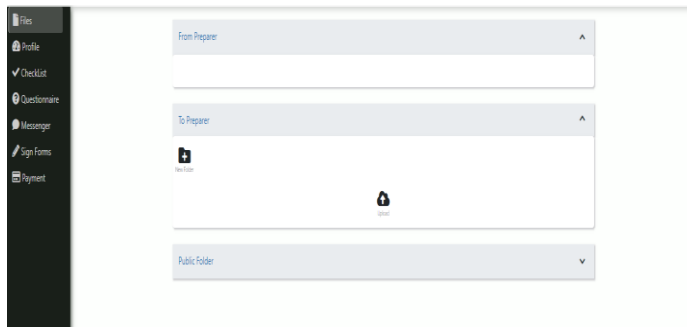 Files
Profile
CheckList
Questionnaire
Messenger
Sign Forms
Payment
From Preparer
To Preparer
New Folder
Upload
Public Folder